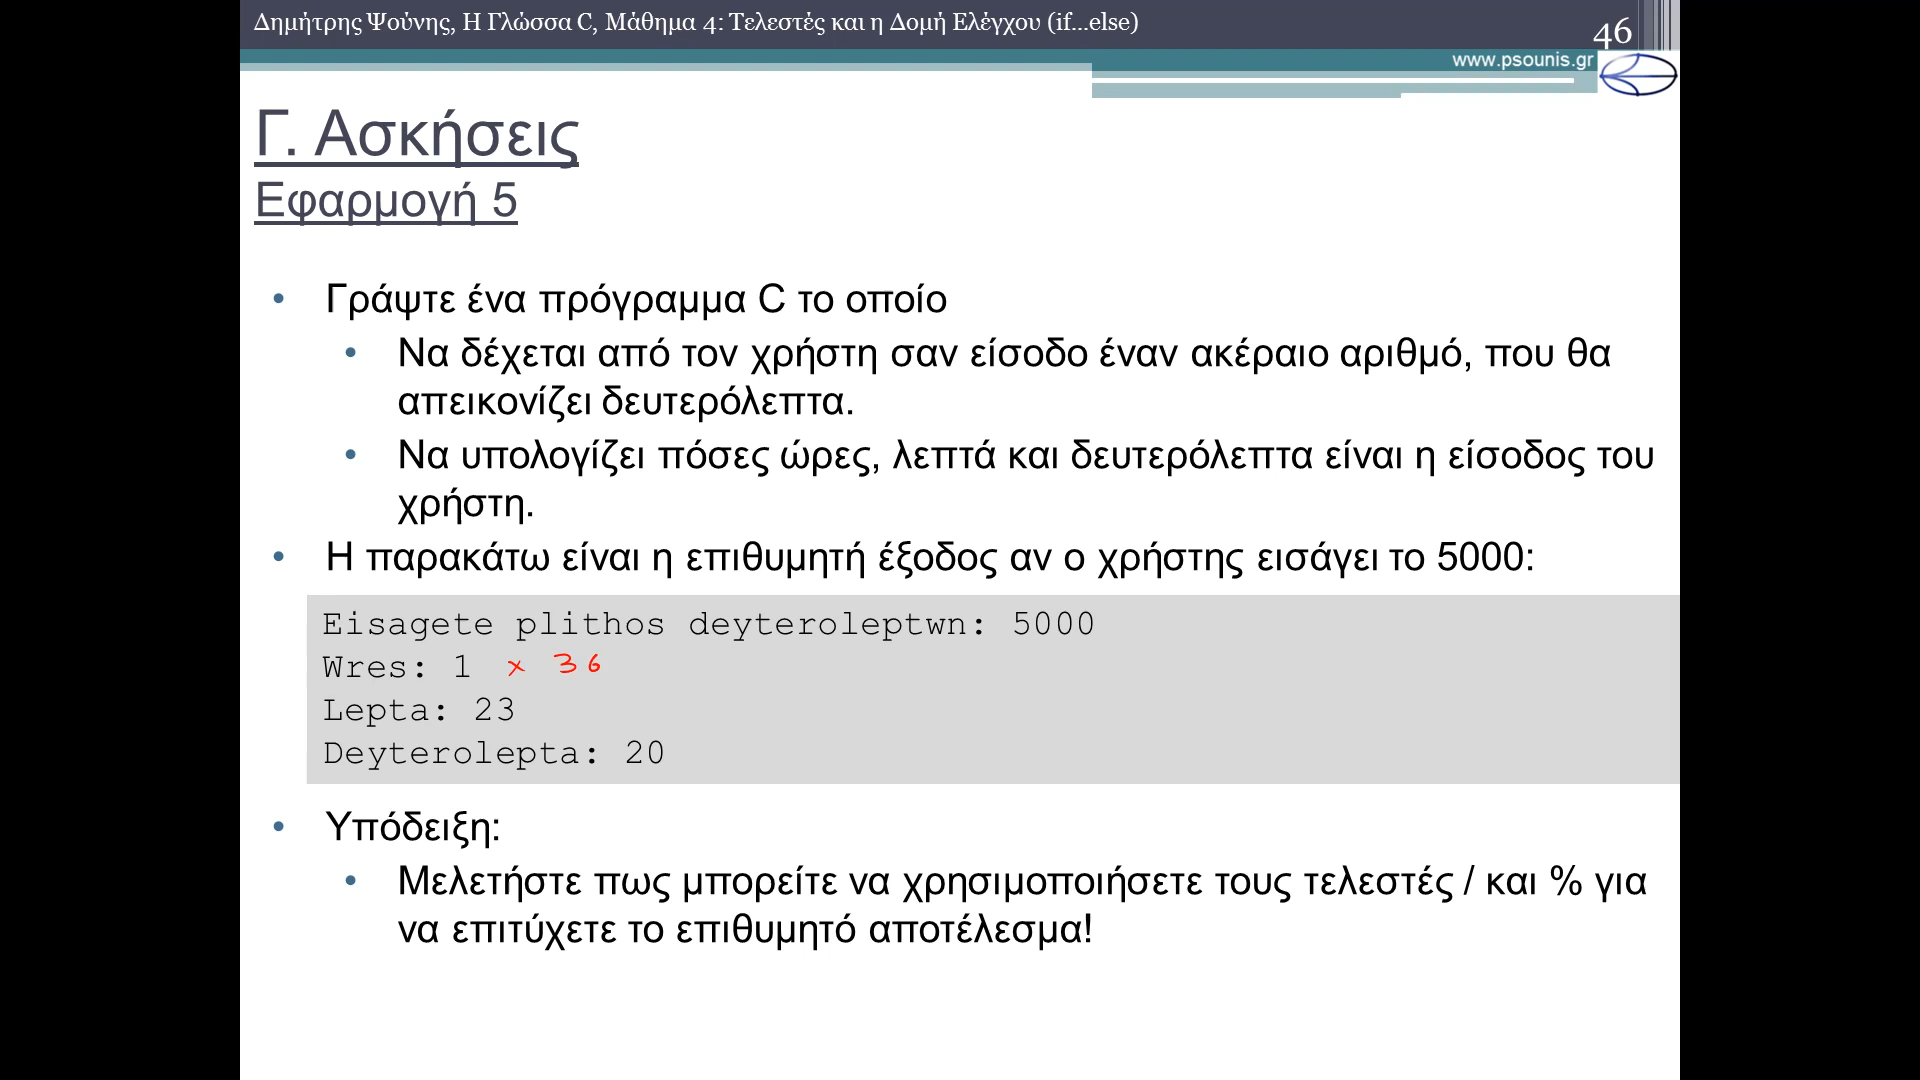 Δημήτρης Ψούνης, Η Γλώσσα C, Μάθημα 4: Τελεστές και η Δομή Ελέγχου (if...else)
46
www.psounis.gr
Γ. Ασκήσεις
Εφαρμογή 5
• Γράψτε ένα πρόγραμμα C το οποίο
• Να δέχεται από τον χρήστη σαν είσοδο έναν ακέραιο αριθμό, που θα
απεικονίζει δευτερόλεπτα.
• Να υπολογίζει πόσες ώρες, λεπτά και δευτερόλεπτα είναι η είσοδος του
χρήστη.
• Η παρακάτω είναι η επιθυμητή έξοδος αν ο χρήστης εισάγει το 5000:
Eisagete plithos deyteroleptwn: 5000
Wres: 1 x 36
Lepta: 23
Deyterolepta: 20
• Υπόδειξη:
• Μελετήστε πως μπορείτε να χρησιμοποιήσετε τους τελεστές / και % για
να επιτύχετε το επιθυμητό αποτέλεσμα!